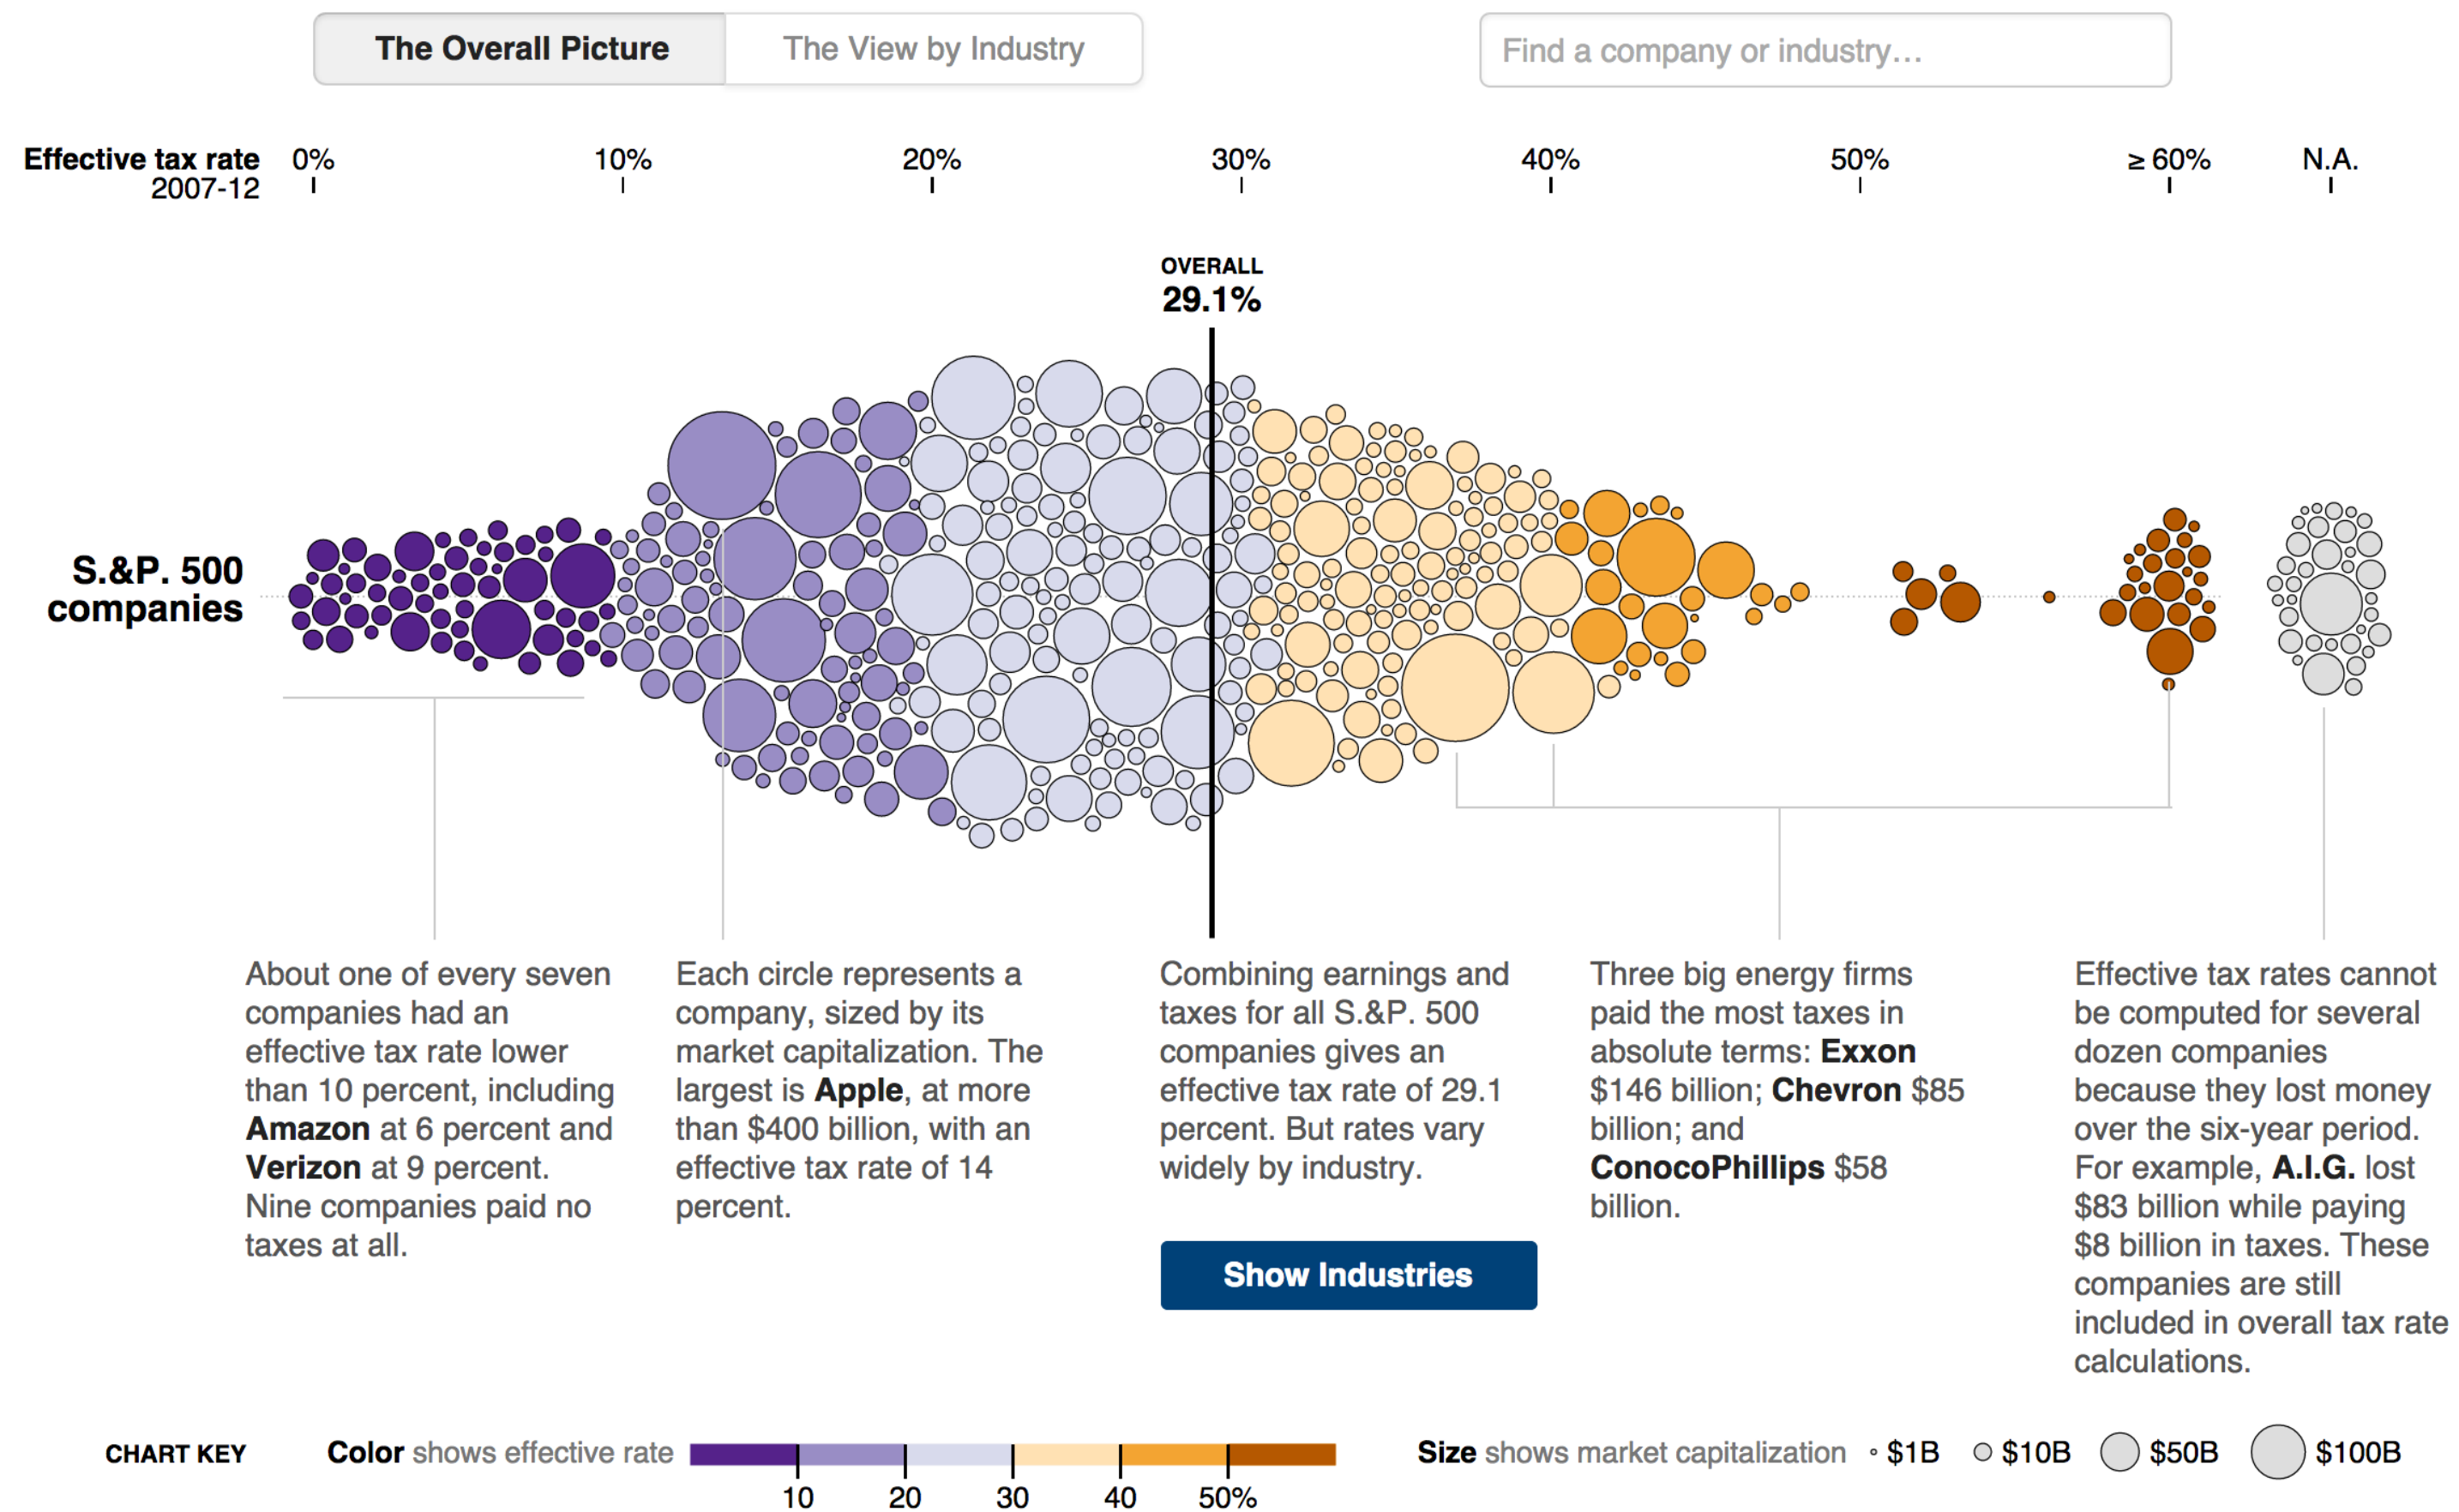 The Overall Picture
The View by Industry
Find a company or industry…
Effective tax rate
2007-12
0%
10%
20%
30%
40%
50%
≥ 60%
N.A.
OVERALL
29.1%
S.&P. 500
companies
About one of every seven
companies had an
effective tax rate lower
than 10 percent, including
Amazon at 6 percent and
Verizon at 9 percent.
Nine companies paid no
taxes at all.
Each circle represents a
company, sized by its
market capitalization. The
largest is Apple, at more
than $400 billion, with an
effective tax rate of 14
percent.
Combining earnings and
taxes for all S.&P. 500
companies gives an
effective tax rate of 29.1
percent. But rates vary
widely by industry.
Show Industries
Three big energy firms
paid the most taxes in
absolute terms: Exxon
$146 billion; Chevron $85
billion; and
ConocoPhillips $58
billion.
Effective tax rates cannot
be computed for several
dozen companies
because they lost money
over the six-year period.
For example, A.I.G. lost
$83 billion while paying
$8 billion in taxes. These
companies are still
included in overall tax rate
calculations.
CHART KEY
Color shows effective rate
10
20
30
40
50%
Size shows market capitalization
$1B
$10B
$50B
$100B